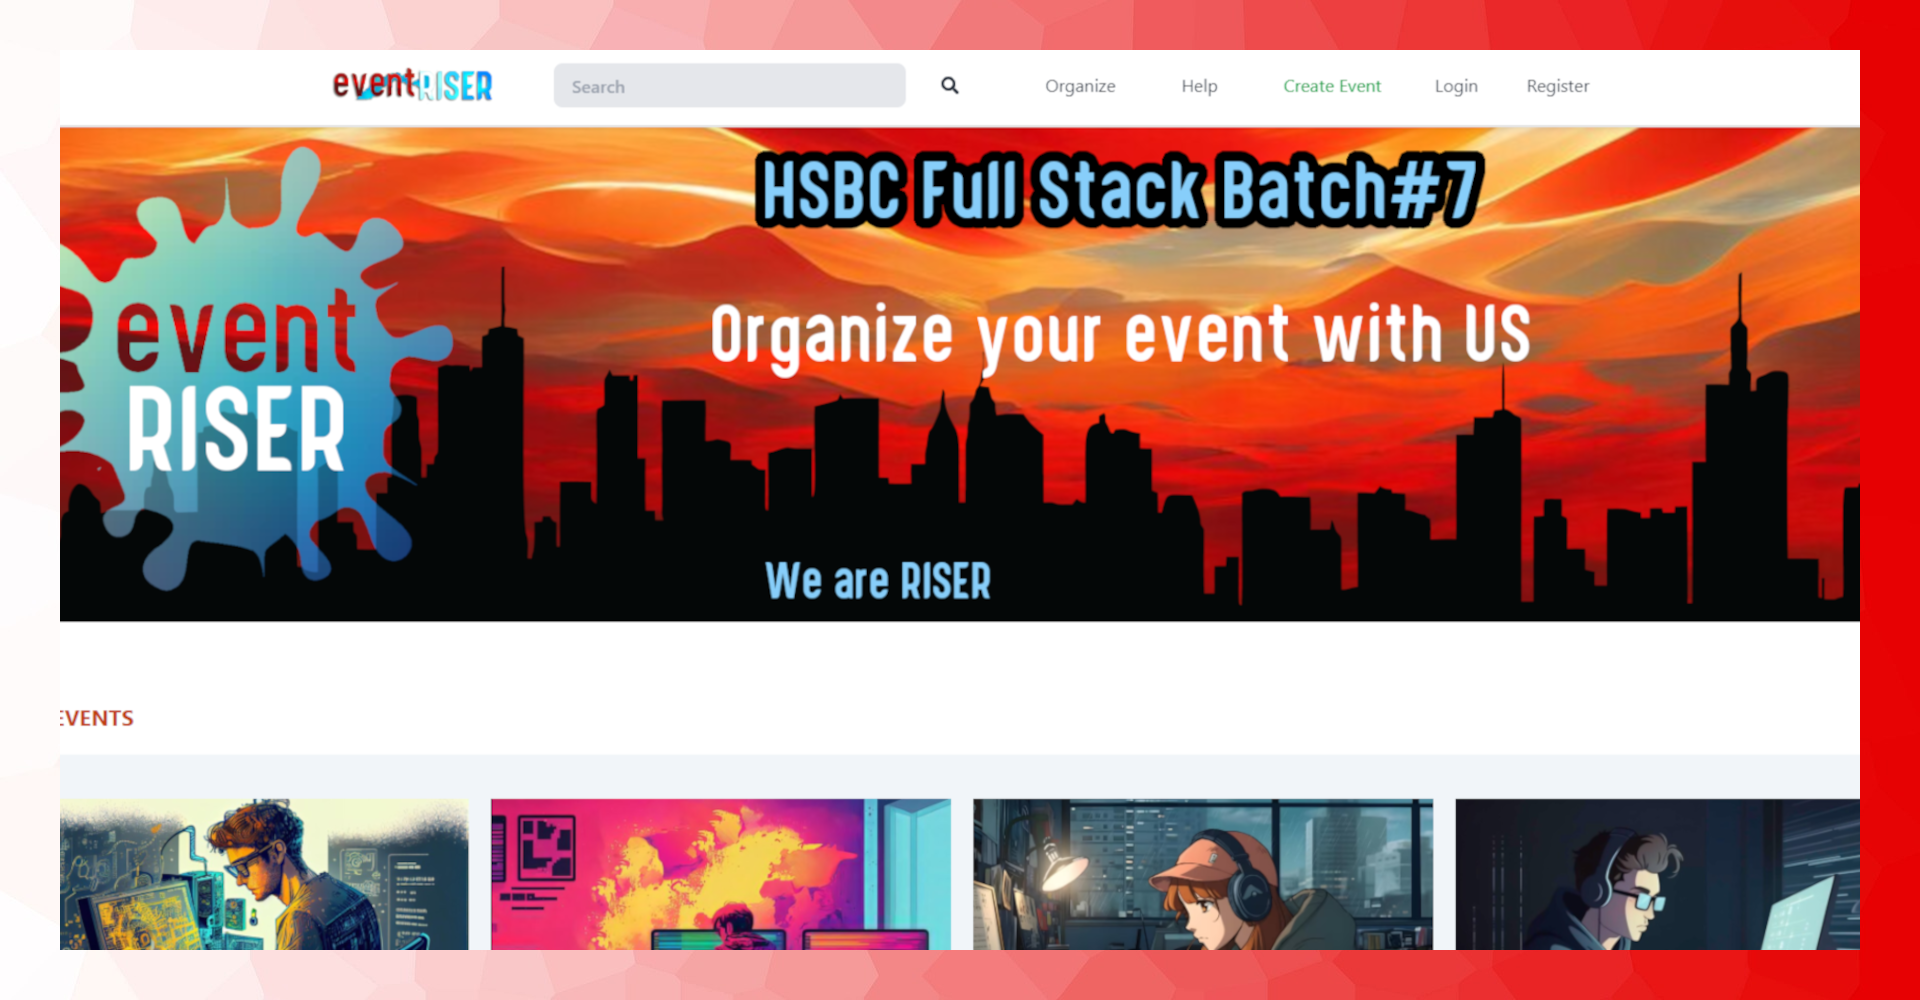 eventRISER
Search
Organize
Help
Create Event
Login
Register
HSBC Full Stack Batch#7
Organize your event with US
event
RISER
We are RISER
EVENTS